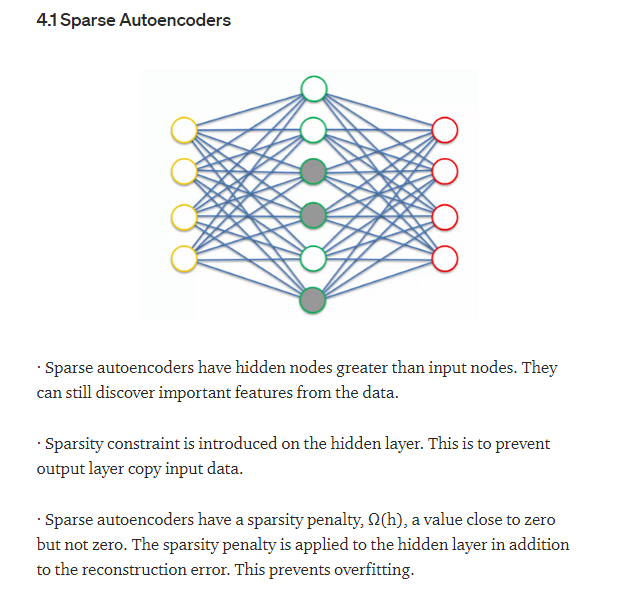 4.1 Sparse Autoencoders
· Sparse autoencoders have hidden nodes greater than input nodes. They
can still discover important features from the data.
· Sparsity constraint is introduced on the hidden layer. This is to prevent
output layer copy input data.
· Sparse autoencoders have a sparsity penalty, Ω(h), a value close to zero
but not zero. The sparsity penalty is applied to the hidden layer in addition
to the reconstruction error. This prevents overfitting.